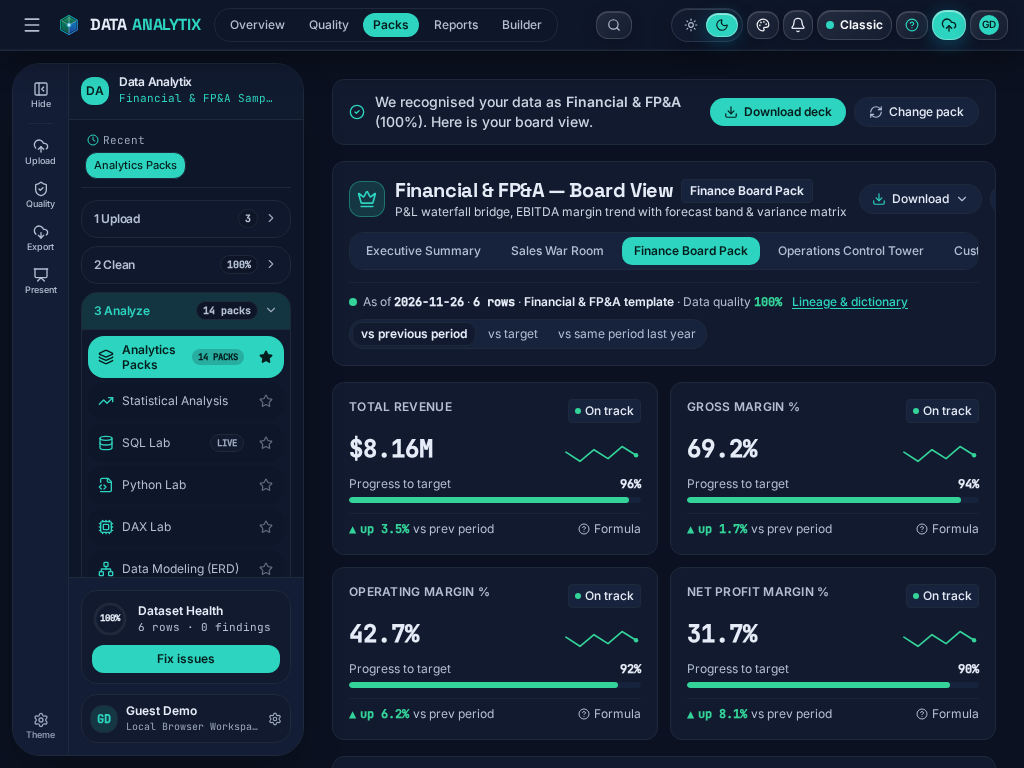 DATA ANALYTIX
Overview
Quality
Packs
Reports
Builder
Classic
GD
Hide
Upload
Quality
Export
Present
Theme
DA
Data Analytix
Financial & FP&A Samp…
Recent
Analytics Packs
1 Upload
3
2 Clean
100%
3 Analyze
14 packs
Analytics Packs
14 PACKS
Statistical Analysis
SQL Lab
LIVE
Python Lab
DAX Lab
Data Modeling (ERD)
100%
Dataset Health
6 rows · 0 findings
Fix issues
GD
Guest Demo
Local Browser Workspa…
We recognised your data as Financial & FP&A
(100%). Here is your board view.
Download deck
Change pack
Financial & FP&A — Board View
Finance Board Pack
P&L waterfall bridge, EBITDA margin trend with forecast band & variance matrix
Download
Executive Summary
Sales War Room
Finance Board Pack
Operations Control Tower
Cust
As of 2026-11-26 · 6 rows · Financial & FP&A template · Data quality 100% Lineage & dictionary
vs previous period
vs target
vs same period last year
TOTAL REVENUE
On track
$8.16M
Progress to target
96%
▲ up 3.5% vs prev period
Formula
GROSS MARGIN %
On track
69.2%
Progress to target
94%
▲ up 1.7% vs prev period
Formula
OPERATING MARGIN %
On track
42.7%
Progress to target
92%
▲ up 6.2% vs prev period
Formula
NET PROFIT MARGIN %
On track
31.7%
Progress to target
90%
▲ up 8.1% vs prev period
Formula